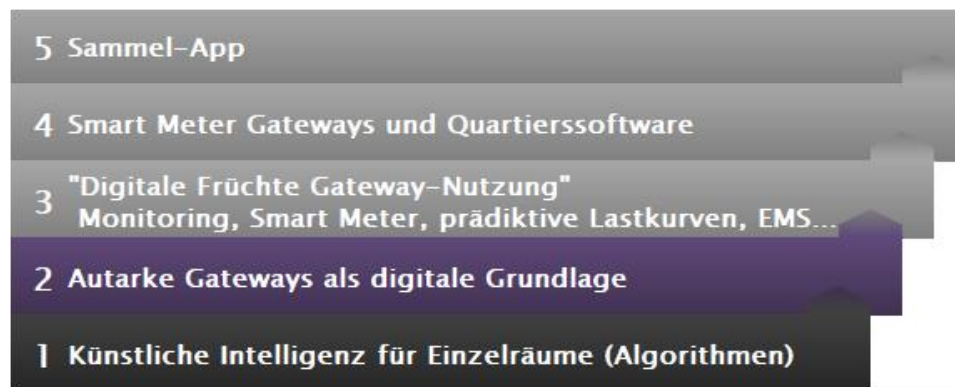 5 Sammel-App
4 Smart Meter Gateways und Quartierssoftware
3 "Digitale Früchte Gateway-Nutzung"
Monitoring, Smart Meter, prädiktive Lastkurven, EMS...
2 Autarke Gateways als digitale Grundlage
1 Künstliche Intelligenz für Einzelräume (Algorithmen)